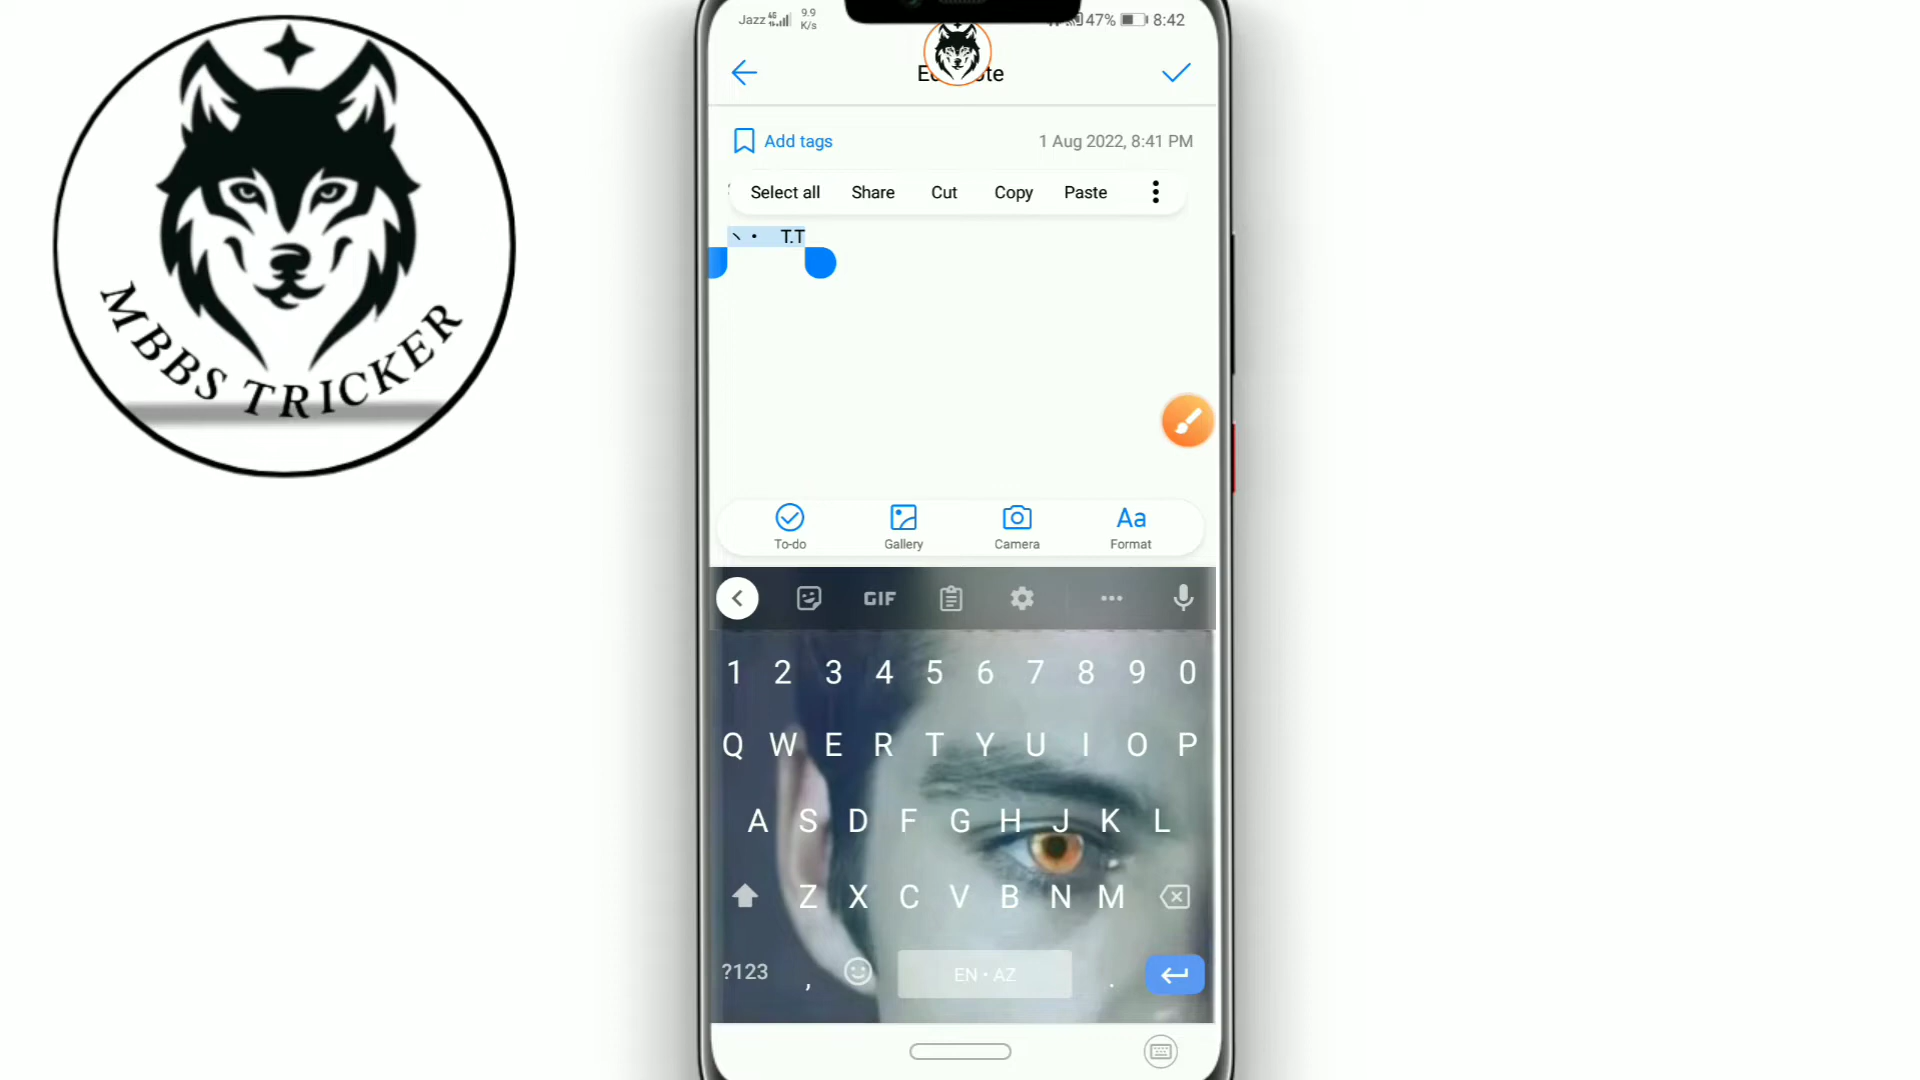 MBBS TRICKER
Jazz 4G 9.9 K/s 47% 8:42
Add tags 1 Aug 2022, 8:41 PM
Select all Share Cut Copy Paste
T.T
To-do Gallery Camera Format
GIF
1 2 3 4 5 6 7 8 9 0
Q W E R T Y U I O P
A S D F G H J K L
Z X C V B N M
?123 , EN • AZ .